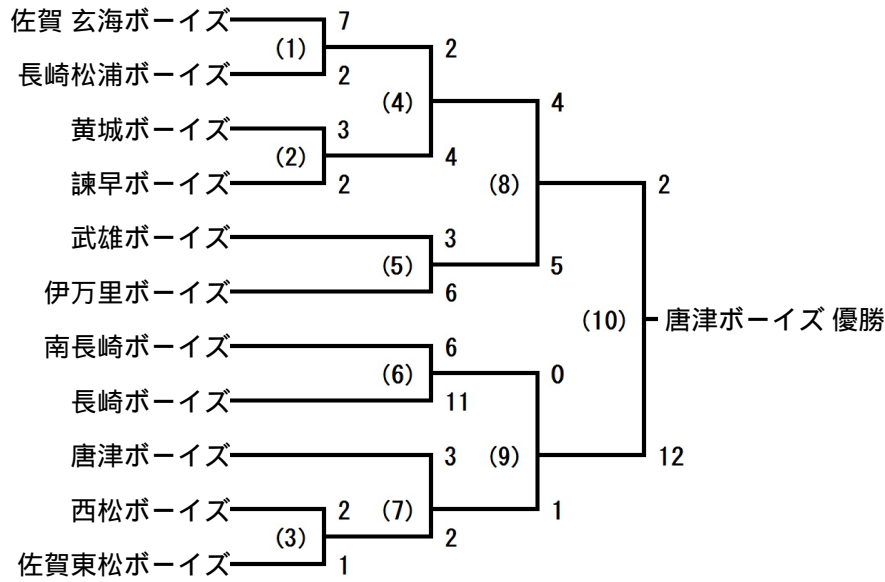 佐賀 玄海ボーイズ 7
(1) 2
長崎松浦ボーイズ 2
(4) 4
黄城ボーイズ 3
(2) 4
諫早ボーイズ 2
(8) 2
武雄ボーイズ 3
(5) 5
伊万里ボーイズ 6
(10) 唐津ボーイズ 優勝
南長崎ボーイズ 6
(6) 0
長崎ボーイズ 11
唐津ボーイズ 3 (9) 12
西松ボーイズ 2 (7) 1
(3) 2
佐賀東松ボーイズ 1